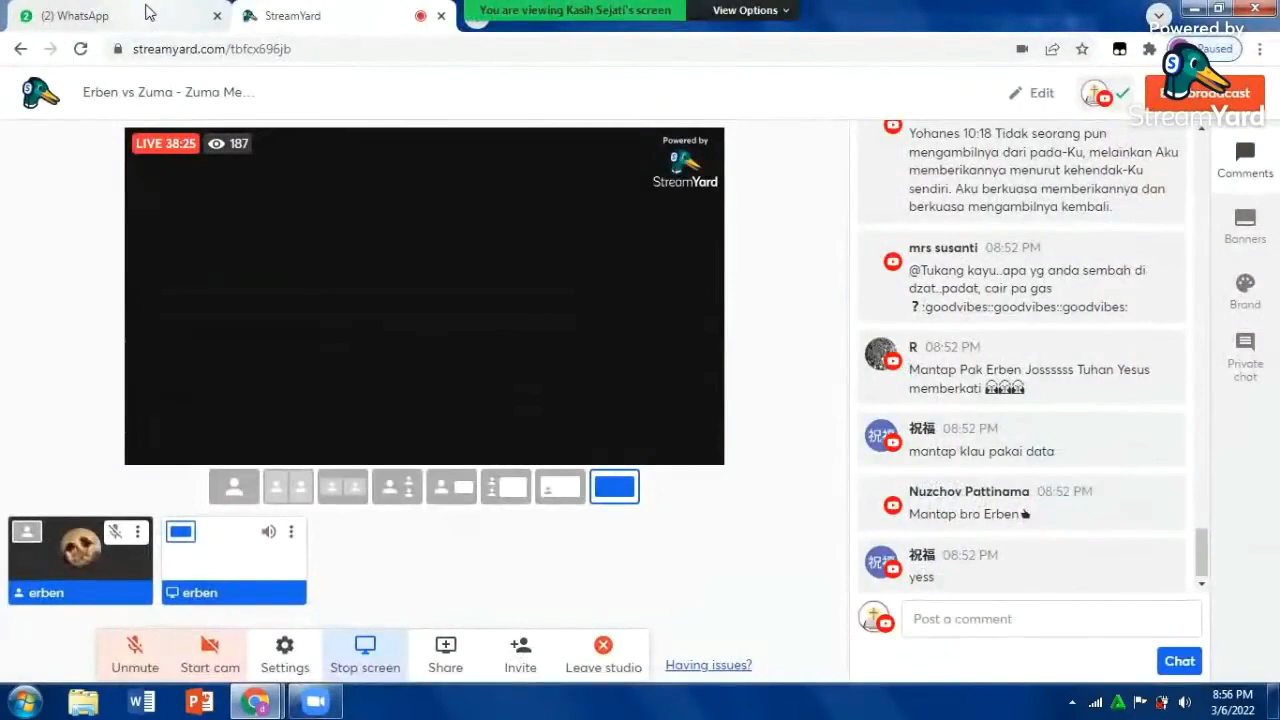 (2) WhatsApp
StreamYard
You are viewing Kasih Sejati's screen
View Options
Powered by
streamyard.com/tbfcx696jb
Paused
StreamYard
Erben vs Zuma - Zuma Me...
Edit
broadcast
LIVE 38:25
187
Powered by
StreamYard
Yohanes 10:18 Tidak seorang pun
mengambilnya dari pada-Ku, melainkan Aku
memberikannya menurut kehendak-Ku
sendiri. Aku berkuasa memberikannya dan
berkuasa mengambilnya kembali.
mrs susanti 08:52 PM
@Tukang kayu..apa yg anda sembah di
dzat..padat, cair pa gas
?:goodvibes::goodvibes::goodvibes:
R 08:52 PM
Mantap Pak Erben Jossssss Tuhan Yesus
memberkati
祝福 08:52 PM
mantap klau pakai data
Nuzchov Pattinama 08:52 PM
Mantap bro Erben
祝福 08:52 PM
yess
Post a comment
Chat
Comments
Banners
Brand
Private
chat
erben
erben
Unmute
Start cam
Settings
Stop screen
Share
Invite
Leave studio
Having issues?
8:56 PM
3/6/2022